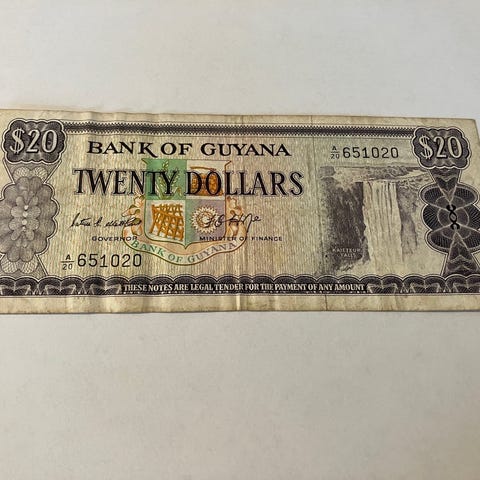 $20
BANK OF GUYANA
A/20 651020
$20
TWENTY DOLLARS
GOVERNOR
MINISTER OF FINANCE
BANK OF GUYANA
KAIETEUR
FALLS
A/20 651020
THESE NOTES ARE LEGAL TENDER FOR THE PAYMENT OF ANY AMOUNT